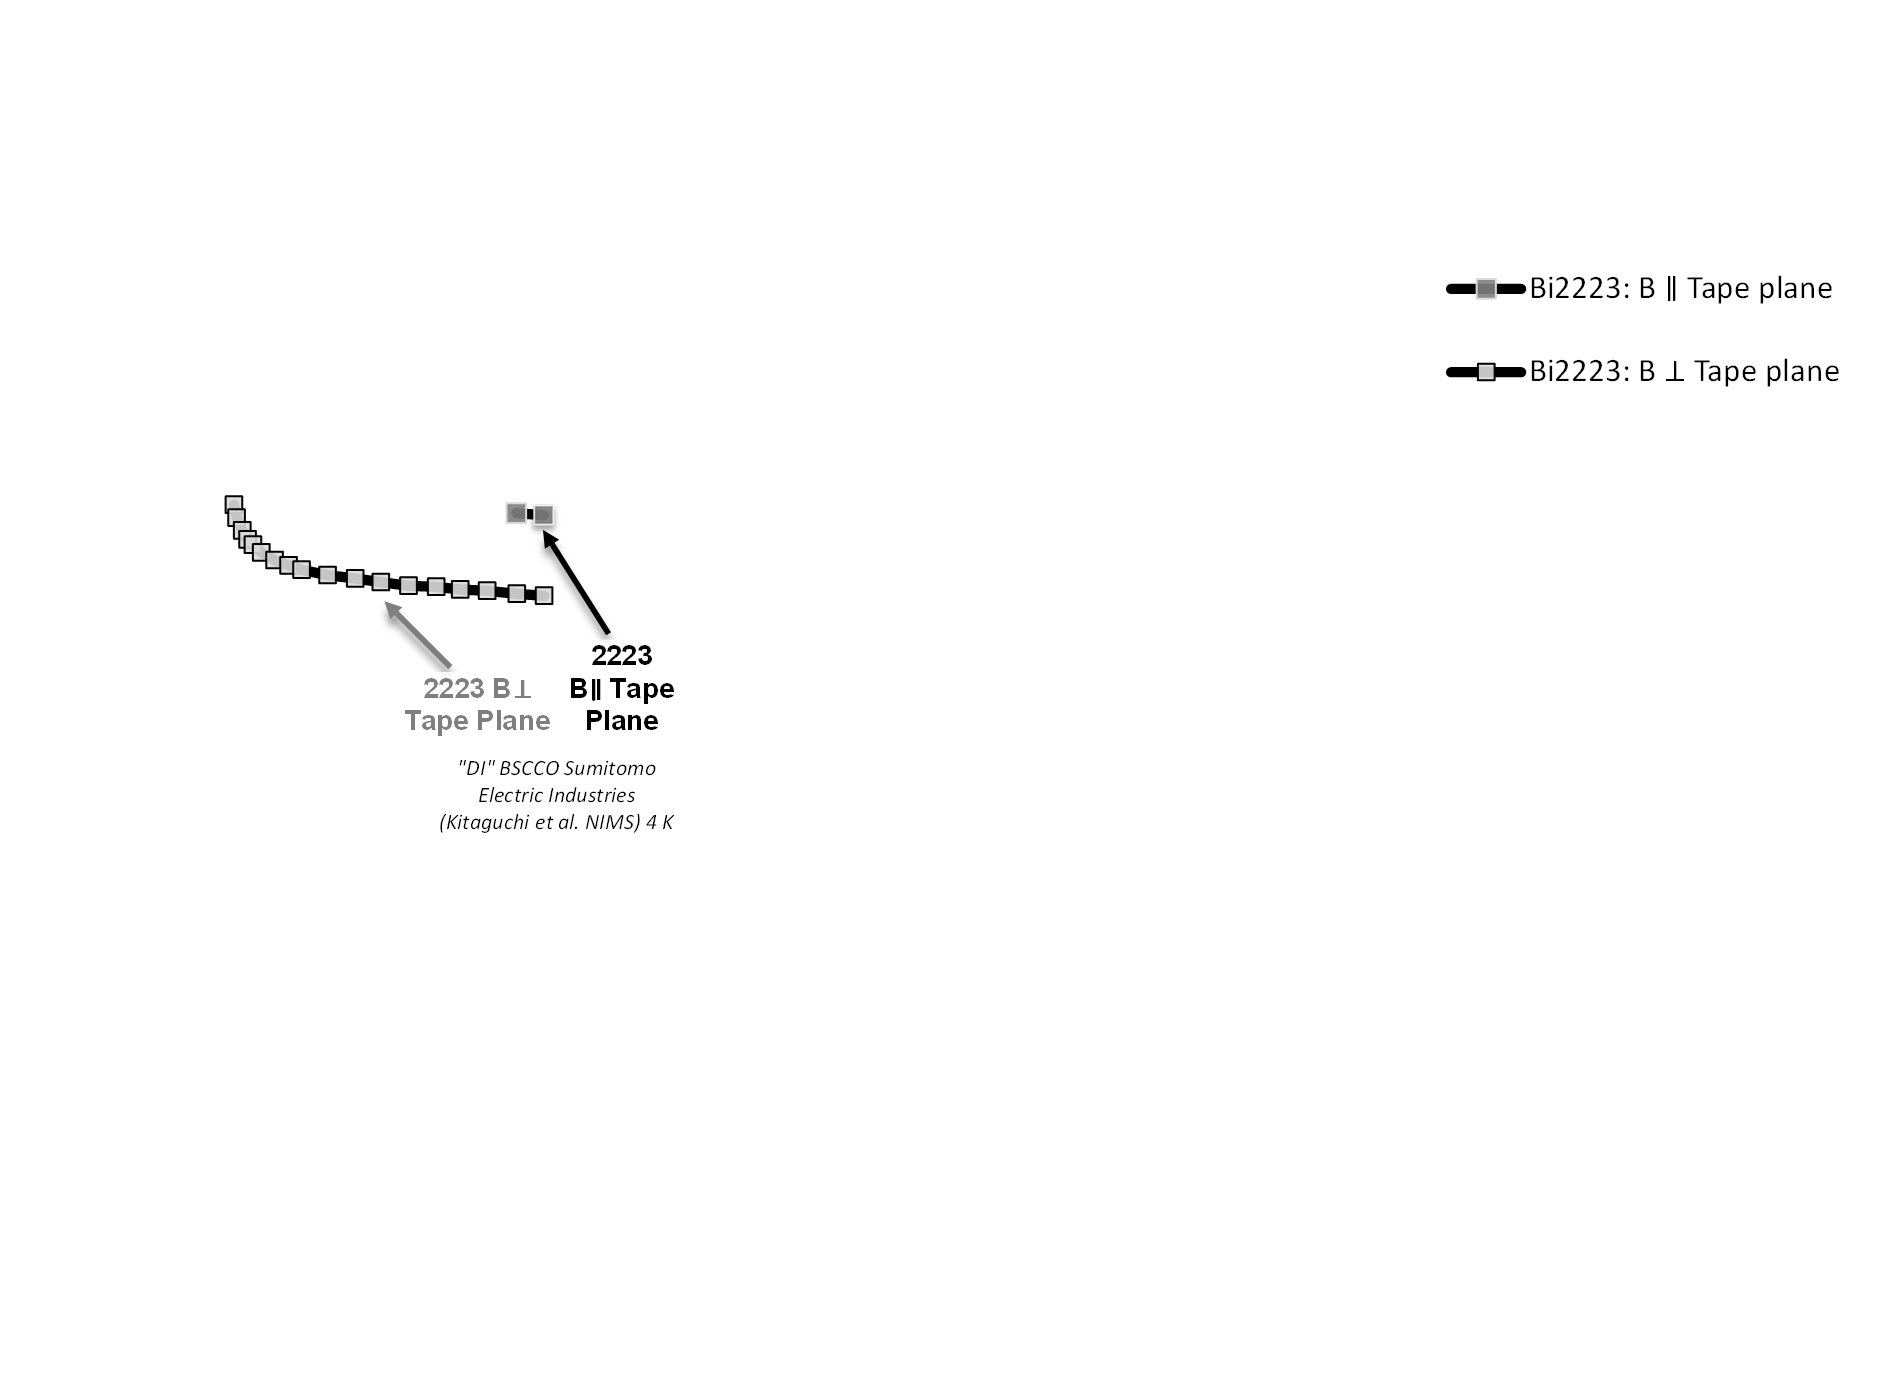 Bi2223: B ∥ Tape plane
Bi2223: B ⊥ Tape plane
2223 B⊥
Tape Plane
2223
B∥ Tape
Plane
"DI" BSCCO Sumitomo
Electric Industries
(Kitaguchi et al. NIMS) 4 K